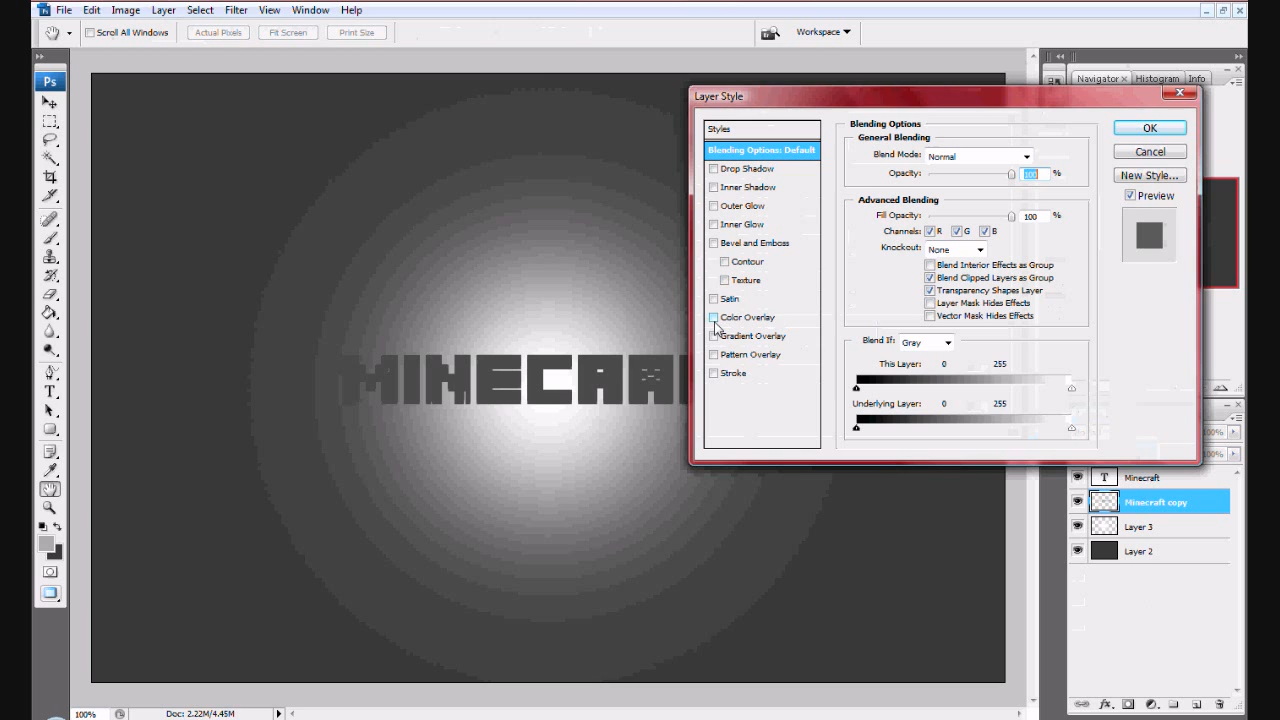 File Edit Image Layer Select Filter View Window Help
Scroll All Windows Actual Pixels Fit Screen Print Size Workspace
Ps
Navigator Histogram Info
Layer Style
Styles
Blending Options: Default
Drop Shadow
Inner Shadow
Outer Glow
Inner Glow
Bevel and Emboss
Contour
Texture
Satin
Color Overlay
Gradient Overlay
Pattern Overlay
Stroke
Blending Options
General Blending
Blend Mode: Normal
Opacity: 100 %
Advanced Blending
Fill Opacity: 100 %
Channels: R G B
Knockout: None
Blend Interior Effects as Group
Blend Clipped Layers as Group
Transparency Shapes Layer
Layer Mask Hides Effects
Vector Mask Hides Effects
Blend If: Gray
This Layer: 0 255
Underlying Layer: 0 255
OK
Cancel
New Style...
Preview
MINECRA
100%
100%
T Minecraft
Minecraft copy
Layer 3
Layer 2
100% Doc: 2.22M/4.45M
fx